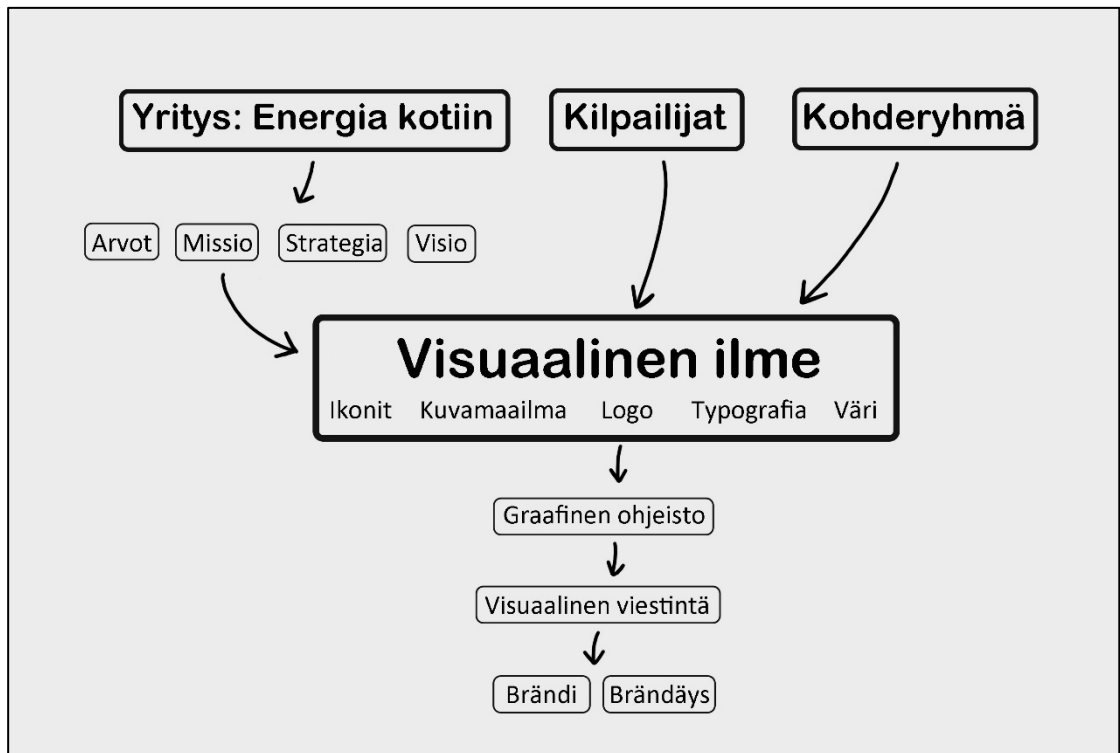 Yritys: Energia kotiin
Kilpailijat
Kohderyhmä
Arvot
Missio
Strategia
Visio
Visuaalinen ilme
Ikonit Kuvamaailma Logo Typografia Väri
Graafinen ohjeisto
Visuaalinen viestintä
Brändi
Brändäys